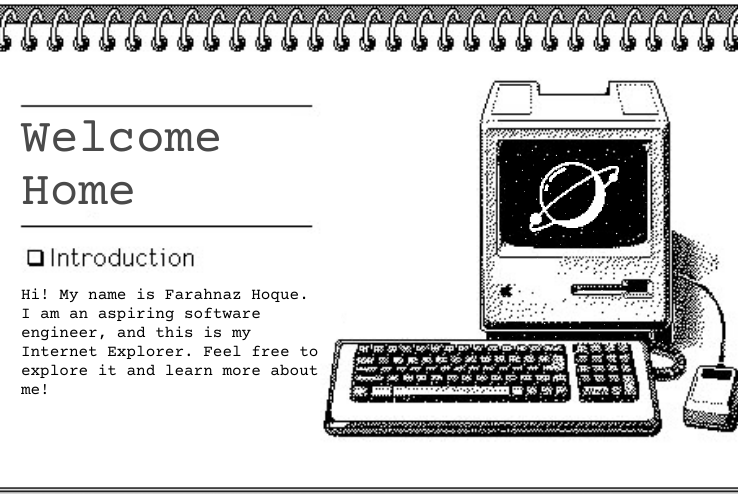 Welcome
Home
Introduction
Hi! My name is Farahnaz Hoque.
I am an aspiring software
engineer, and this is my
Internet Explorer. Feel free to
explore it and learn more about
me!